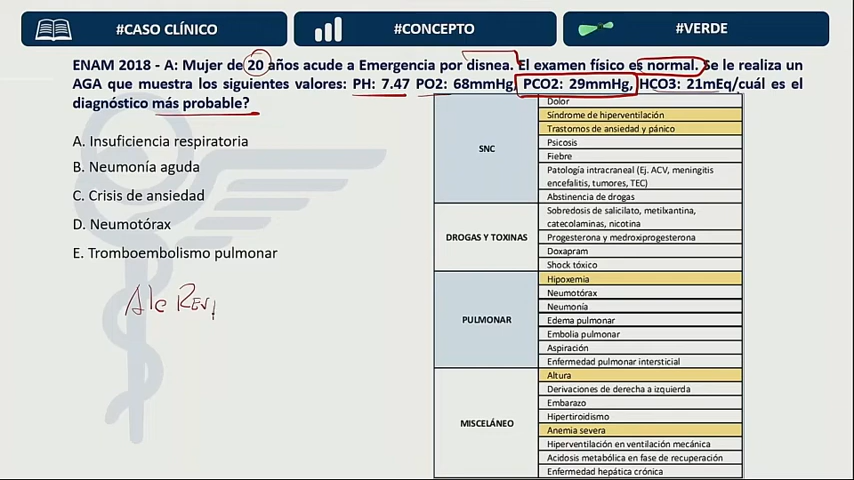 #CASO CLÍNICO
#CONCEPTO
#VERDE
ENAM 2018 - A: Mujer de 20 años acude a Emergencia por disnea. El examen físico es normal. Se le realiza un
AGA que muestra los siguientes valores: PH: 7.47 PO2: 68mmHg, PCO2: 29mmHg, HCO3: 21mEq/cuál es el
diagnóstico más probable?
A. Insuficiencia respiratoria
B. Neumonía aguda
C. Crisis de ansiedad
D. Neumotórax
E. Tromboembolismo pulmonar
Alc Resp
SNC
Dolor
Síndrome de hiperventilación
Trastornos de ansiedad y pánico
Psicosis
Fiebre
Patología intracraneal (Ej. ACV, meningitis
encefalitis, tumores, TEC)
Abstinencia de drogas
DROGAS Y TOXINAS
Sobredosis de salicilato, metilxantina,
catecolaminas, nicotina
Progesterona y medroxiprogesterona
Doxapram
Shock tóxico
PULMONAR
Hipoxemia
Neumotórax
Neumonía
Edema pulmonar
Embolia pulmonar
Aspiración
Enfermedad pulmonar intersticial
MISCELÁNEO
Altura
Derivaciones de derecha a izquierda
Embarazo
Hipertiroidismo
Anemia severa
Hiperventilación en ventilación mecánica
Acidosis metabólica en fase de recuperación
Enfermedad hepática crónica